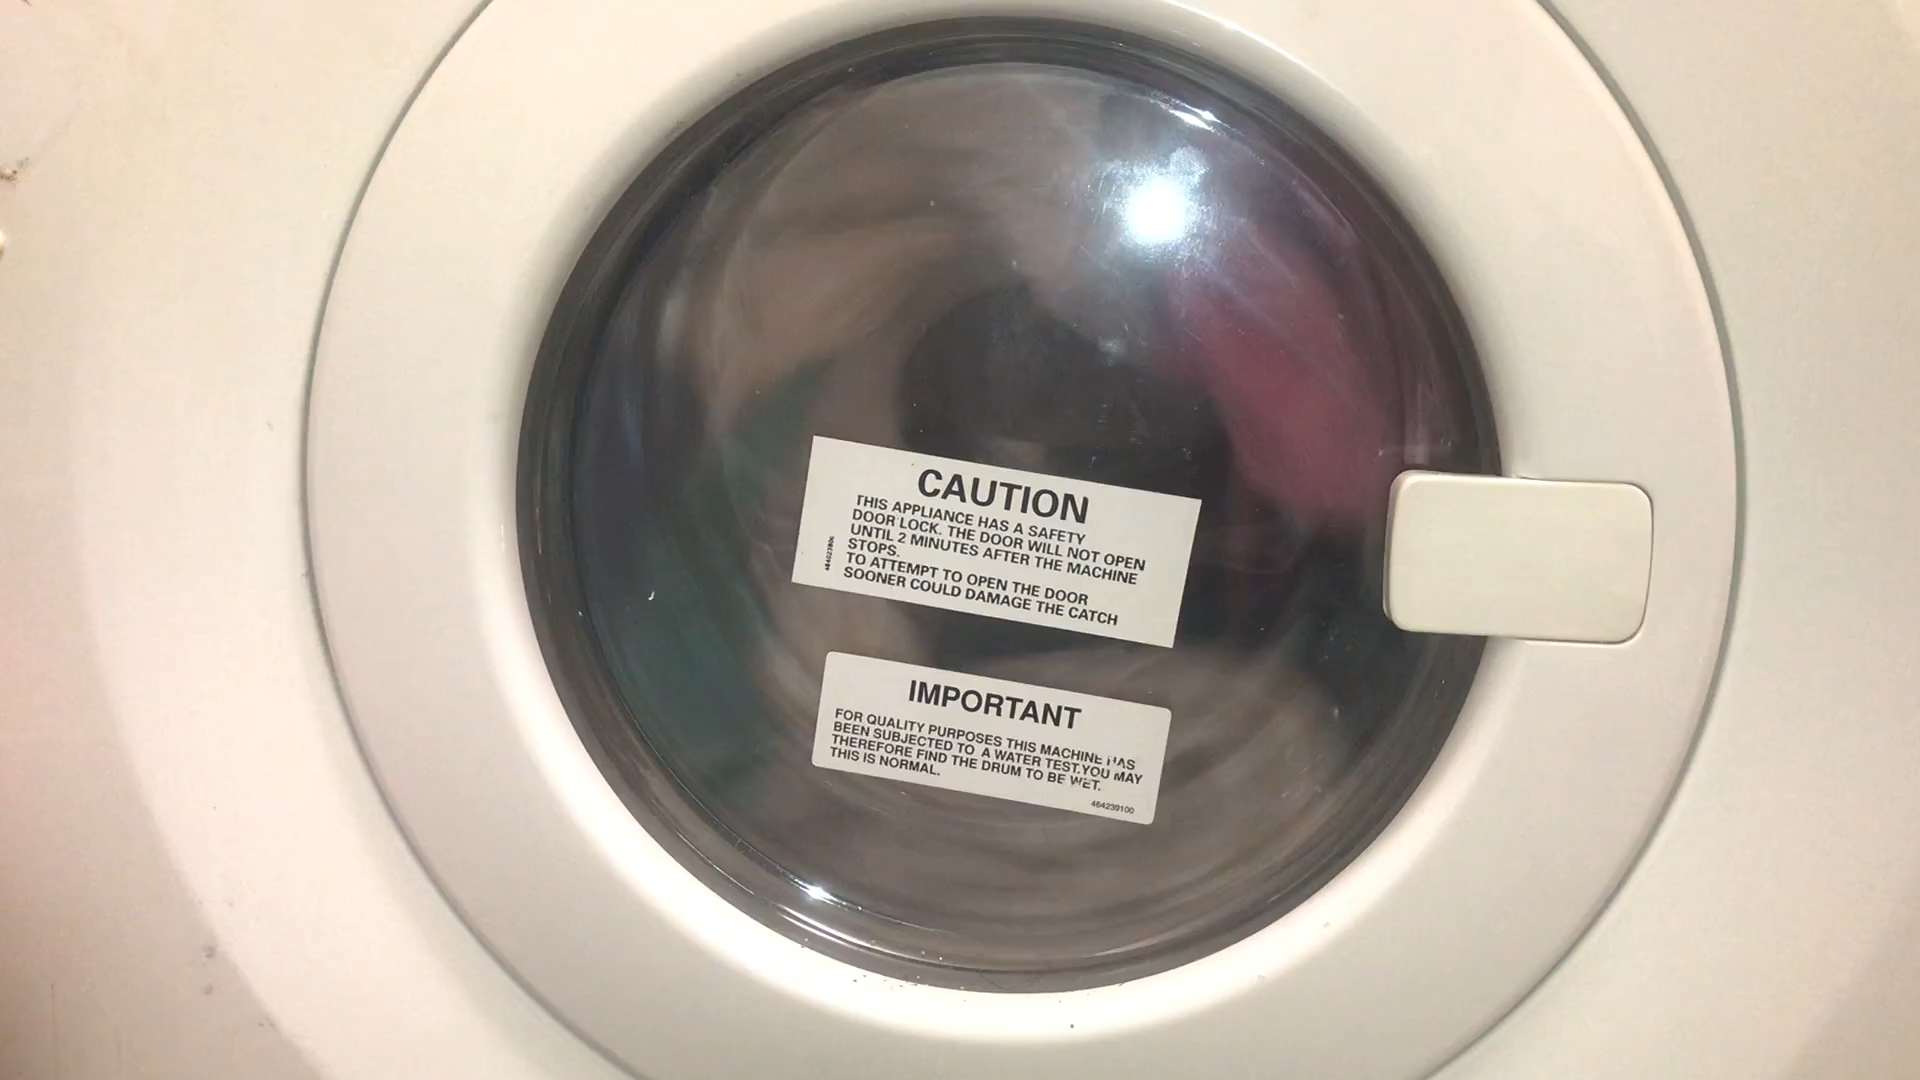 CAUTION
THIS APPLIANCE HAS A SAFETY
DOOR LOCK. THE DOOR WILL NOT OPEN
UNTIL 2 MINUTES AFTER THE MACHINE
STOPS.
TO ATTEMPT TO OPEN THE DOOR
SOONER COULD DAMAGE THE CATCH
IMPORTANT
FOR QUALITY PURPOSES THIS MACHINE HAS
BEEN SUBJECTED TO A WATER TEST.YOU MAY
THEREFORE FIND THE DRUM TO BE WET.
THIS IS NORMAL.
464239100